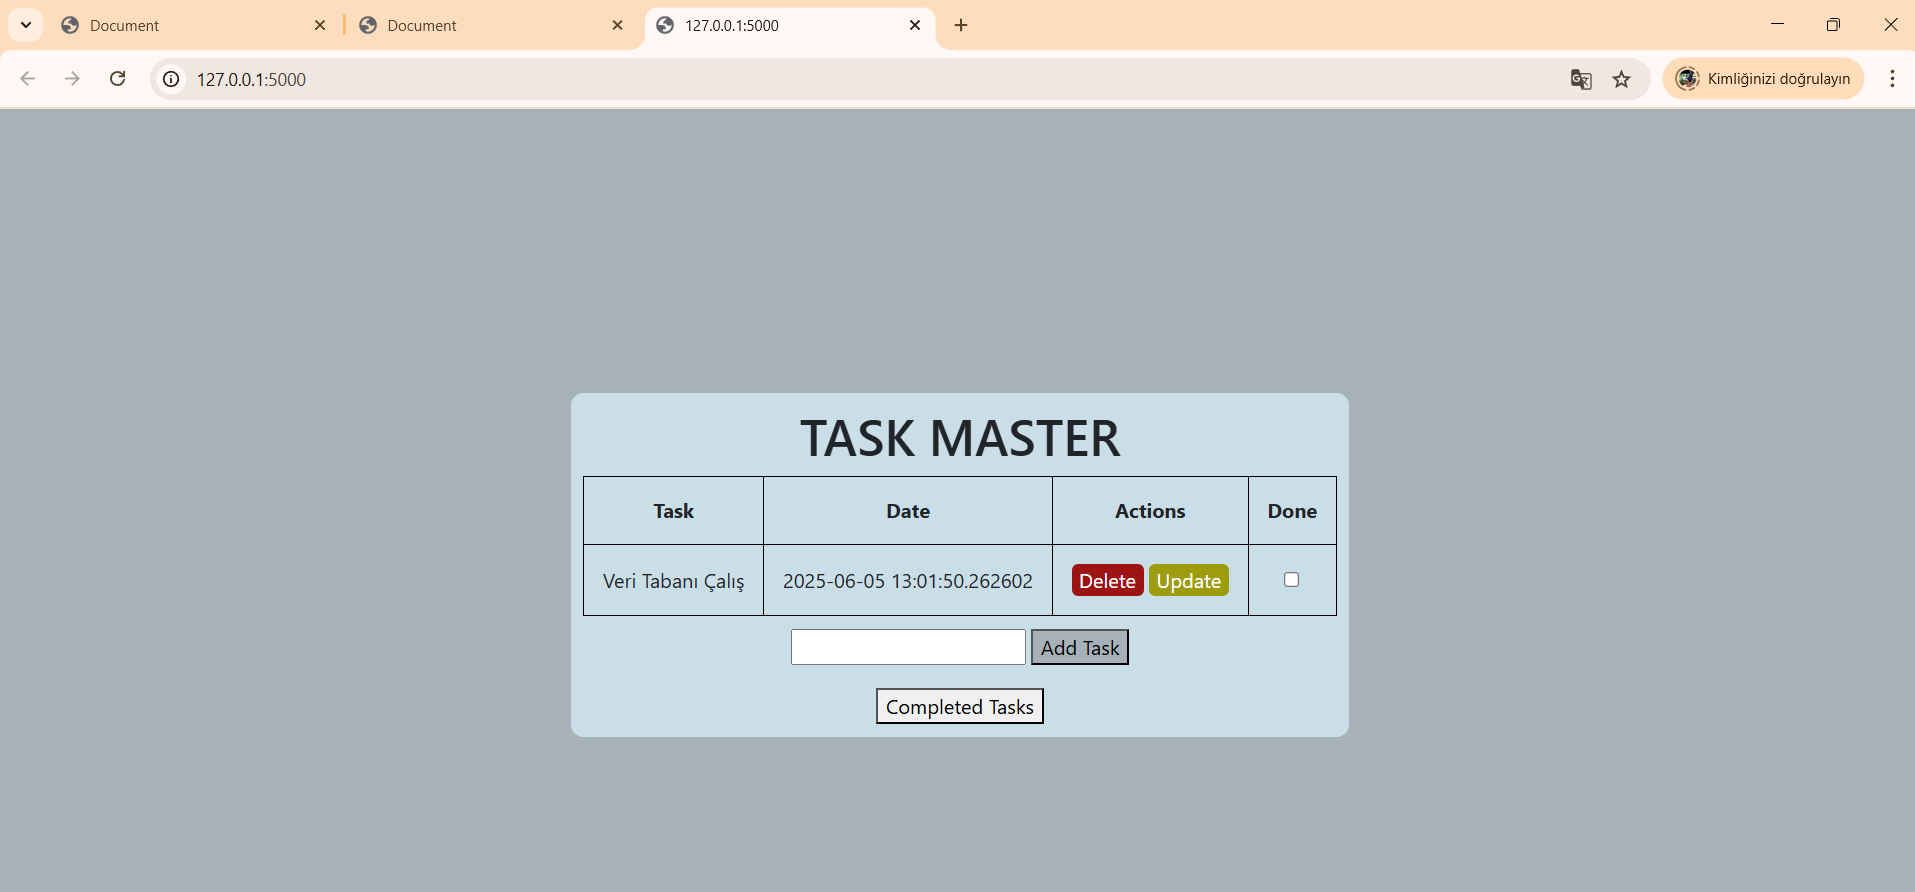 Document
Document
127.0.0.1:5000
127.0.0.1:5000
Kimliğinizi doğrulayın
TASK MASTER
Task Date Actions Done
Veri Tabanı Çalış 2025-06-05 13:01:50.262602 Delete Update
Add Task
Completed Tasks